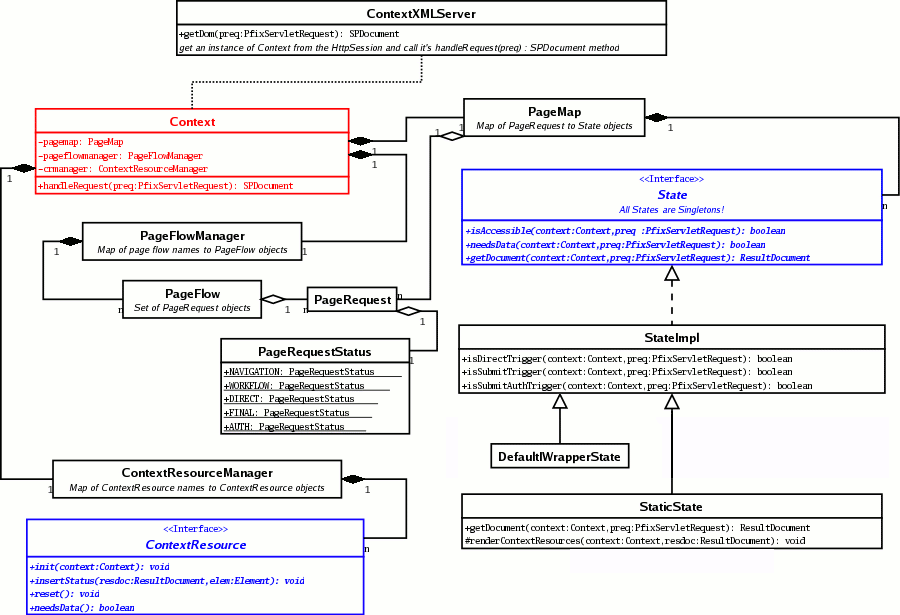 ContextXMLServer
+getDom(preq:PfixServletRequest): SPDocument
get an instance of Context from the HttpSession and call it's handleRequest(preq) : SPDocument method
Context
-pagemap: PageMap
-pageflowmanager: PageFlowManager
-crmanager: ContextResourceManager
+handleRequest(preq:PfixServletRequest): SPDocument
1
1
1
PageMap
Map of PageRequest to State objects
1
1
1
n
<<Interface>>
State
All States are Singletons!
+isAccessible(context:Context,preq :PfixServletRequest): boolean
+needsData(context:Context,preq:PfixServletRequest): boolean
+getDocument(context:Context,preq:PfixServletRequest): ResultDocument
PageFlowManager
Map of page flow names to PageFlow objects
1
1
PageFlow
Set of PageRequest objects
n
1
n
PageRequest
n
1
PageRequestStatus
+NAVIGATION: PageRequestStatus
+WORKFLOW: PageRequestStatus
+DIRECT: PageRequestStatus
+FINAL: PageRequestStatus
+AUTH: PageRequestStatus
1
StateImpl
+isDirectTrigger(context:Context,preq:PfixServletRequest): boolean
+isSubmitTrigger(context:Context,preq:PfixServletRequest): boolean
+isSubmitAuthTrigger(context:Context,preq:PfixServletRequest): boolean
DefaultIWrapperState
StaticState
+getDocument(context:Context,preq:PfixServletRequest): ResultDocument
#renderContextResources(context:Context,resdoc:ResultDocument): void
ContextResourceManager
Map of ContextResource names to ContextResource objects
1
1
n
<<Interface>>
ContextResource
+init(context:Context): void
+insertStatus(resdoc:ResultDocument,elem:Element): void
+reset(): void
+needsData(): boolean